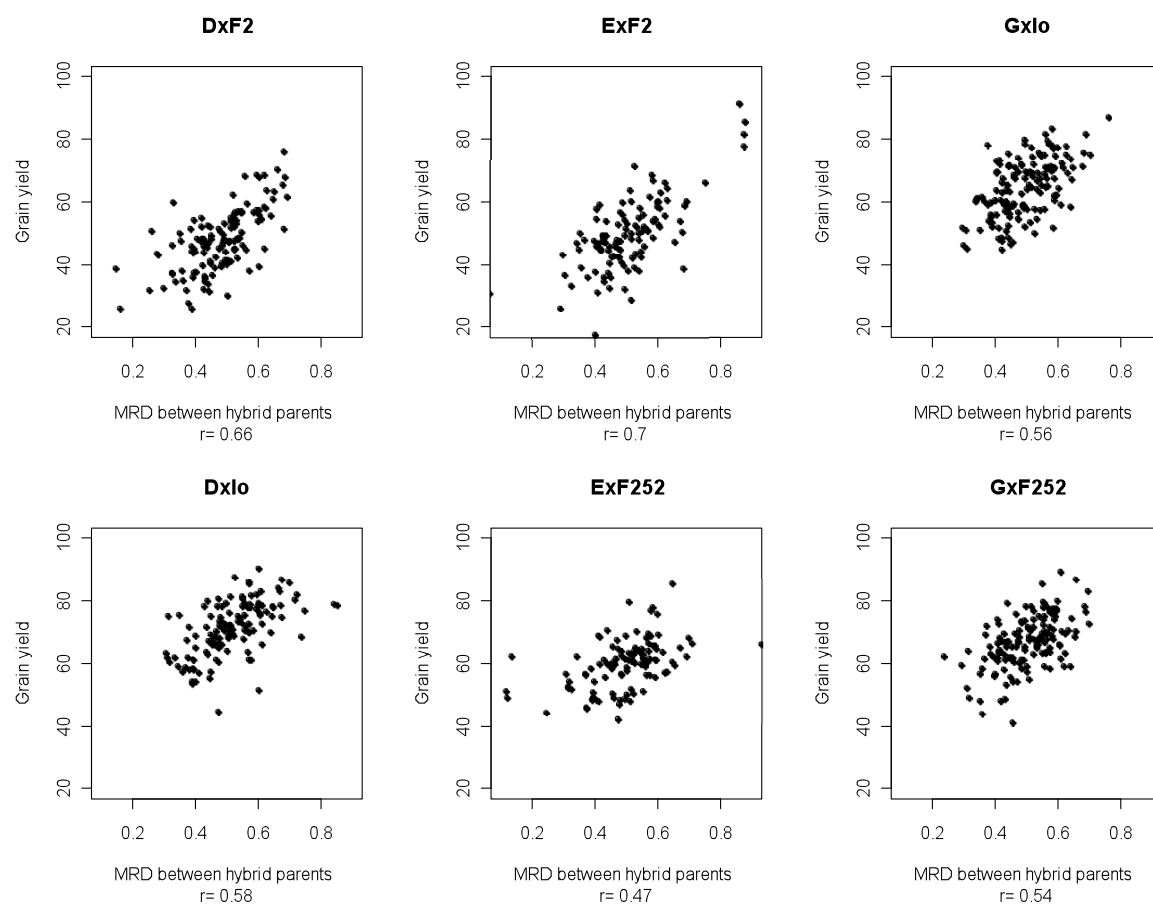 DxF2
ExF2
GxIo
Grain yield
20 40 60 80 100
0.2 0.4 0.6 0.8
MRD between hybrid parents
r= 0.66
Grain yield
20 40 60 80 100
0.2 0.4 0.6 0.8
MRD between hybrid parents
r= 0.7
Grain yield
20 40 60 80 100
0.2 0.4 0.6 0.8
MRD between hybrid parents
r= 0.56
DxIo
ExF252
GxF252
Grain yield
20 40 60 80 100
0.2 0.4 0.6 0.8
MRD between hybrid parents
r= 0.58
Grain yield
20 40 60 80 100
0.2 0.4 0.6 0.8
MRD between hybrid parents
r= 0.47
Grain yield
20 40 60 80 100
0.2 0.4 0.6 0.8
MRD between hybrid parents
r= 0.54